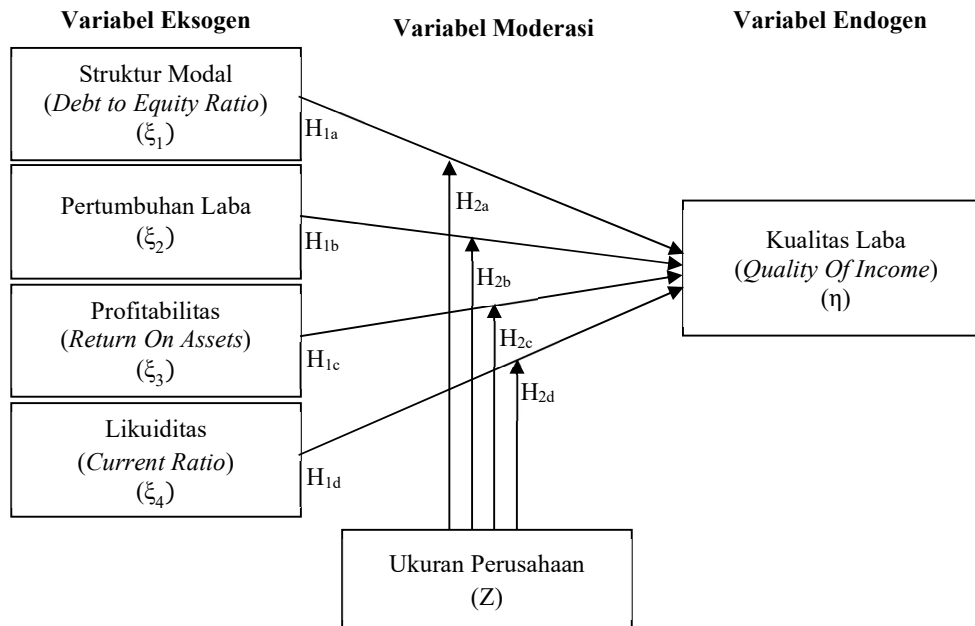 Variabel Eksogen
Variabel Moderasi
Variabel Endogen
Struktur Modal
(Debt to Equity Ratio)
(ξ₁)
H₁ₐ
H₂ₐ
Pertumbuhan Laba
(ξ₂)
H1b
H2b
Kualitas Laba
(Quality Of Income)
(η)
Profitabilitas
(Return On Assets)
(ξ₃)
H1c
H2c
H2d
Likuiditas
(Current Ratio)
(ξ₄)
H1d
Ukuran Perusahaan
(Z)